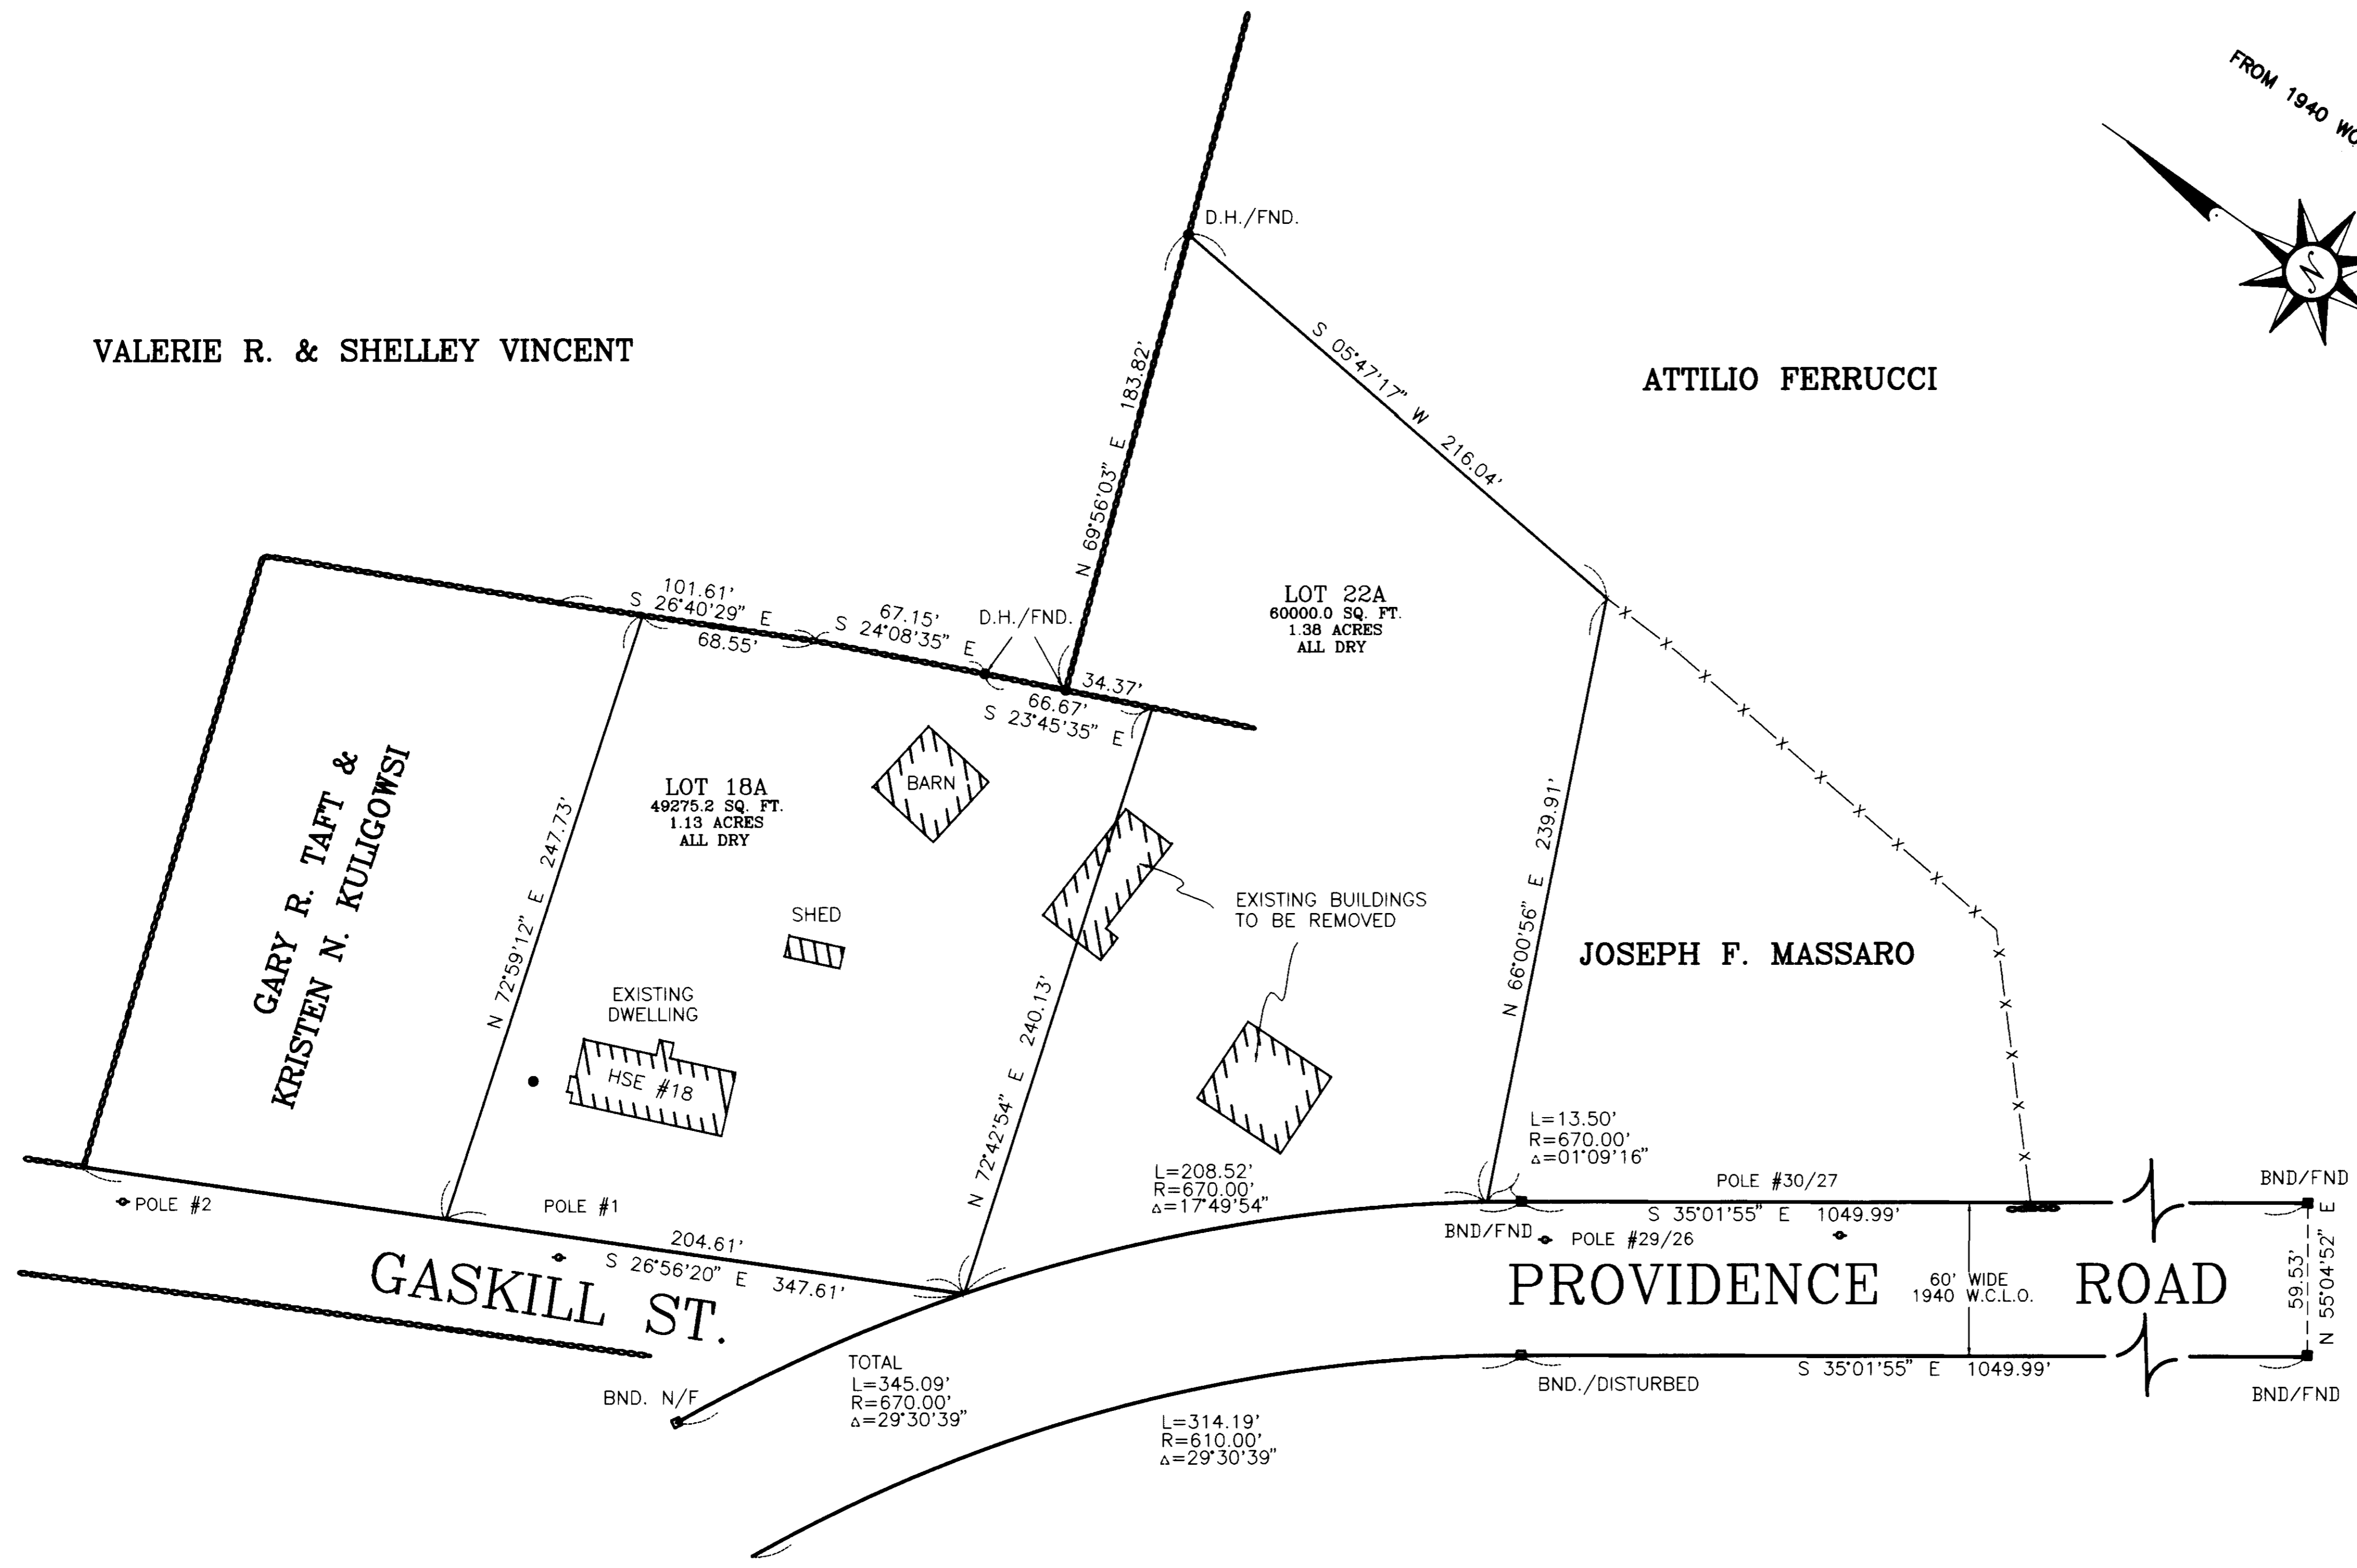 FROM 1940 WO
D.H./FND.
VALERIE R. & SHELLEY VINCENT
ATTILIO FERRUCCI
S 05°47'17" W 216.04'
N 69°56'03" E 183.82'
101.61'
S 26°40'29" E
68.55'
67.15'
S 24°08'35" E
D.H./FND.
34.37'
66.67'
S 23°45'35" E
LOT 22A
60000.0 SQ. FT.
1.38 ACRES
ALL DRY
LOT 18A
49275.2 SQ. FT.
1.13 ACRES
ALL DRY
BARN
GARY R. TAFT &
KRISTEN N. KULIGOWSI
N 72°59'12" E 247.73'
SHED
EXISTING BUILDINGS
TO BE REMOVED
N 66°00'56" E 239.91'
JOSEPH F. MASSARO
EXISTING
DWELLING
HSE #18
N 72°42'54" E 240.13'
L=13.50'
R=670.00'
Δ=01°09'16"
L=208.52'
R=670.00'
Δ=17°49'54"
POLE #2
POLE #1
POLE #30/27
BND/FND
204.61'
S 26°56'20" E 347.61'
BND/FND
POLE #29/26
S 35°01'55" E 1049.99'
GASKILL ST.
PROVIDENCE ROAD
60' WIDE
1940 W.C.L.O.
59.53'
N 55°04'52" E
BND. N/F
TOTAL
L=345.09'
R=670.00'
Δ=29°30'39"
L=314.19'
R=610.00'
Δ=29°30'39"
BND./DISTURBED
S 35°01'55" E 1049.99'
BND/FND
N